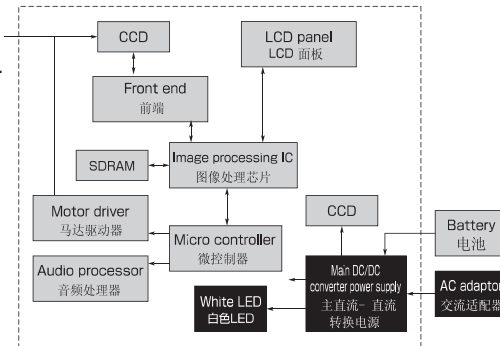 CCD
LCD panel
LCD 面板
Front end
前端
SDRAM
Image processing IC
图像处理芯片
Motor driver
马达驱动器
Micro controller
微控制器
Audio processor
音频处理器
CCD
Battery
电池
White LED
白色LED
Main DC/DC
converter power supply
主直流- 直流
转换电源
AC adaptor
交流适配器